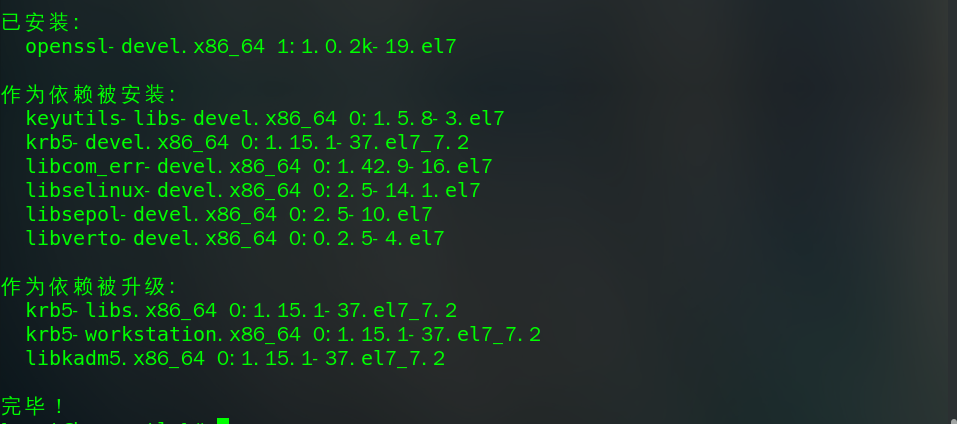 已安装:
openssl-devel.x86_64 1:1.0.2k-19.el7
作为依赖被安装:
keyutils-libs-devel.x86_64 0:1.5.8-3.el7
krb5-devel.x86_64 0:1.15.1-37.el7_7.2
libcom_err-devel.x86_64 0:1.42.9-16.el7
libselinux-devel.x86_64 0:2.5-14.1.el7
libsepol-devel.x86_64 0:2.5-10.el7
libverto-devel.x86_64 0:0.2.5-4.el7
作为依赖被升级:
krb5-libs.x86_64 0:1.15.1-37.el7_7.2
krb5-workstation.x86_64 0:1.15.1-37.el7_7.2
libkadm5.x86_64 0:1.15.1-37.el7_7.2
完毕！